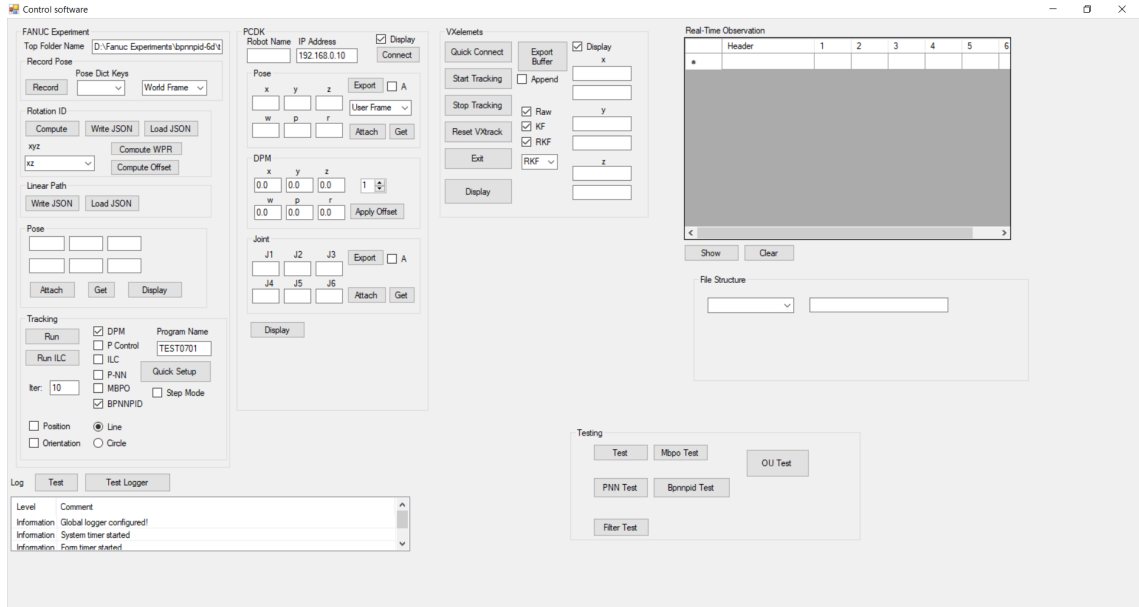 Control software
FANUC Experiment
Top Folder Name D:\Fanuc Experiments\bpnnpid-6d\t
Record Pose
Pose Dict Keys
Record World Frame
Rotation ID
Compute Write JSON Load JSON
xyz Compute WPR
xz Compute Offset
Linear Path
Write JSON Load JSON
Pose
Attach Get Display
Tracking
Run DPM Program Name
P Control TEST0701
Run ILC ILC
P-NN Quick Setup
Iter: 10 MBPO Step Mode
BPNNPID
Position Line
Orientation Circle
PCDK
Robot Name IP Address Display
192.168.0.10 Connect
Pose
x y z Export A
User Frame
w p r Attach Get
DPM
x y z
0.0 0.0 0.0 1
w p r
0.0 0.0 0.0 Apply Offset
Joint
J1 J2 J3 Export A
J4 J5 J6
Attach Get
Display
VXelemets
Quick Connect Export Buffer Display
x
Start Tracking Append
Stop Tracking Raw y
Reset VXtrack KF
RKF
Exit RKF z
Display
Real-Time Observation
Header 1 2 3 4 5 6
Show Clear
File Structure
Testing
Test Mbpo Test OU Test
PNN Test Bpnnpid Test
Filter Test
Log Test Test Logger
Level Comment
Information Global logger configured!
Information System timer started
Information Form timer started